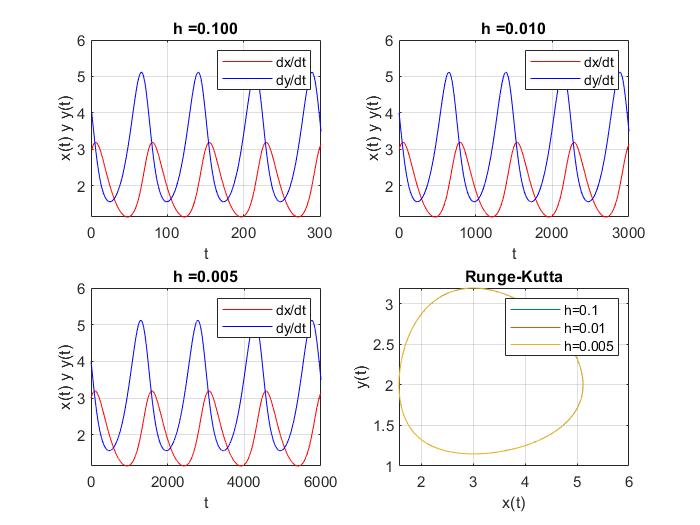 h =0.100
6
5
4
3
2
x(t) y y(t)
dx/dt
dy/dt
0 100 200 300
t
h =0.010
6
5
4
3
2
x(t) y y(t)
dx/dt
dy/dt
0 1000 2000 3000
t
h =0.005
6
5
4
3
2
x(t) y y(t)
dx/dt
dy/dt
0 2000 4000 6000
t
Runge-Kutta
3
2.5
2
1.5
1
y(t)
h=0.1
h=0.01
h=0.005
2 3 4 5 6
x(t)